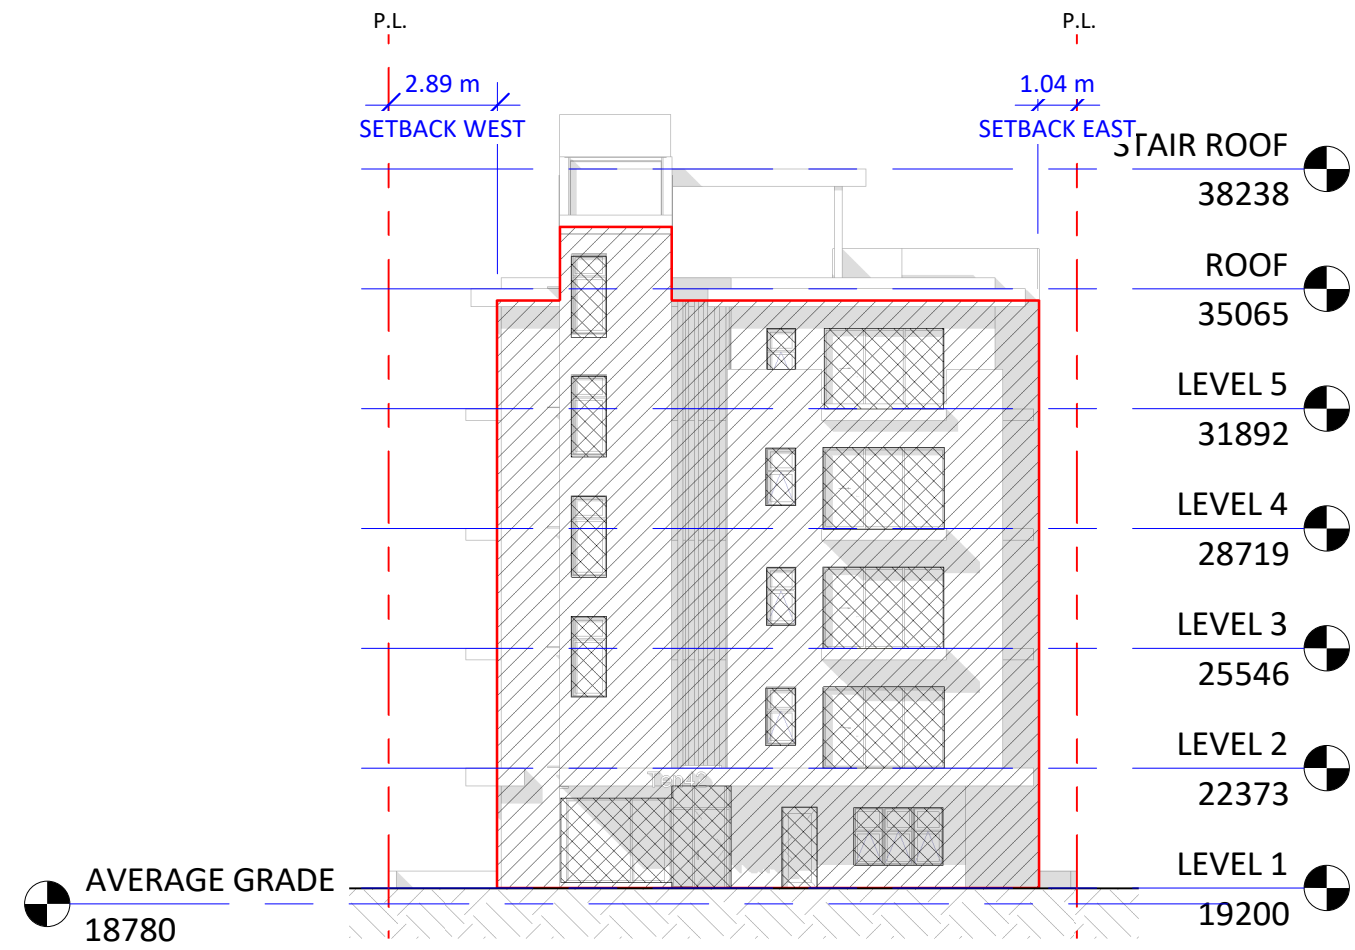 P.L.
P.L.
2.89 m
1.04 m
SETBACK WEST
SETBACK EAST
STAIR ROOF
38238
ROOF
35065
LEVEL 5
31892
LEVEL 4
28719
LEVEL 3
25546
LEVEL 2
22373
LEVEL 1
19200
AVERAGE GRADE
18780